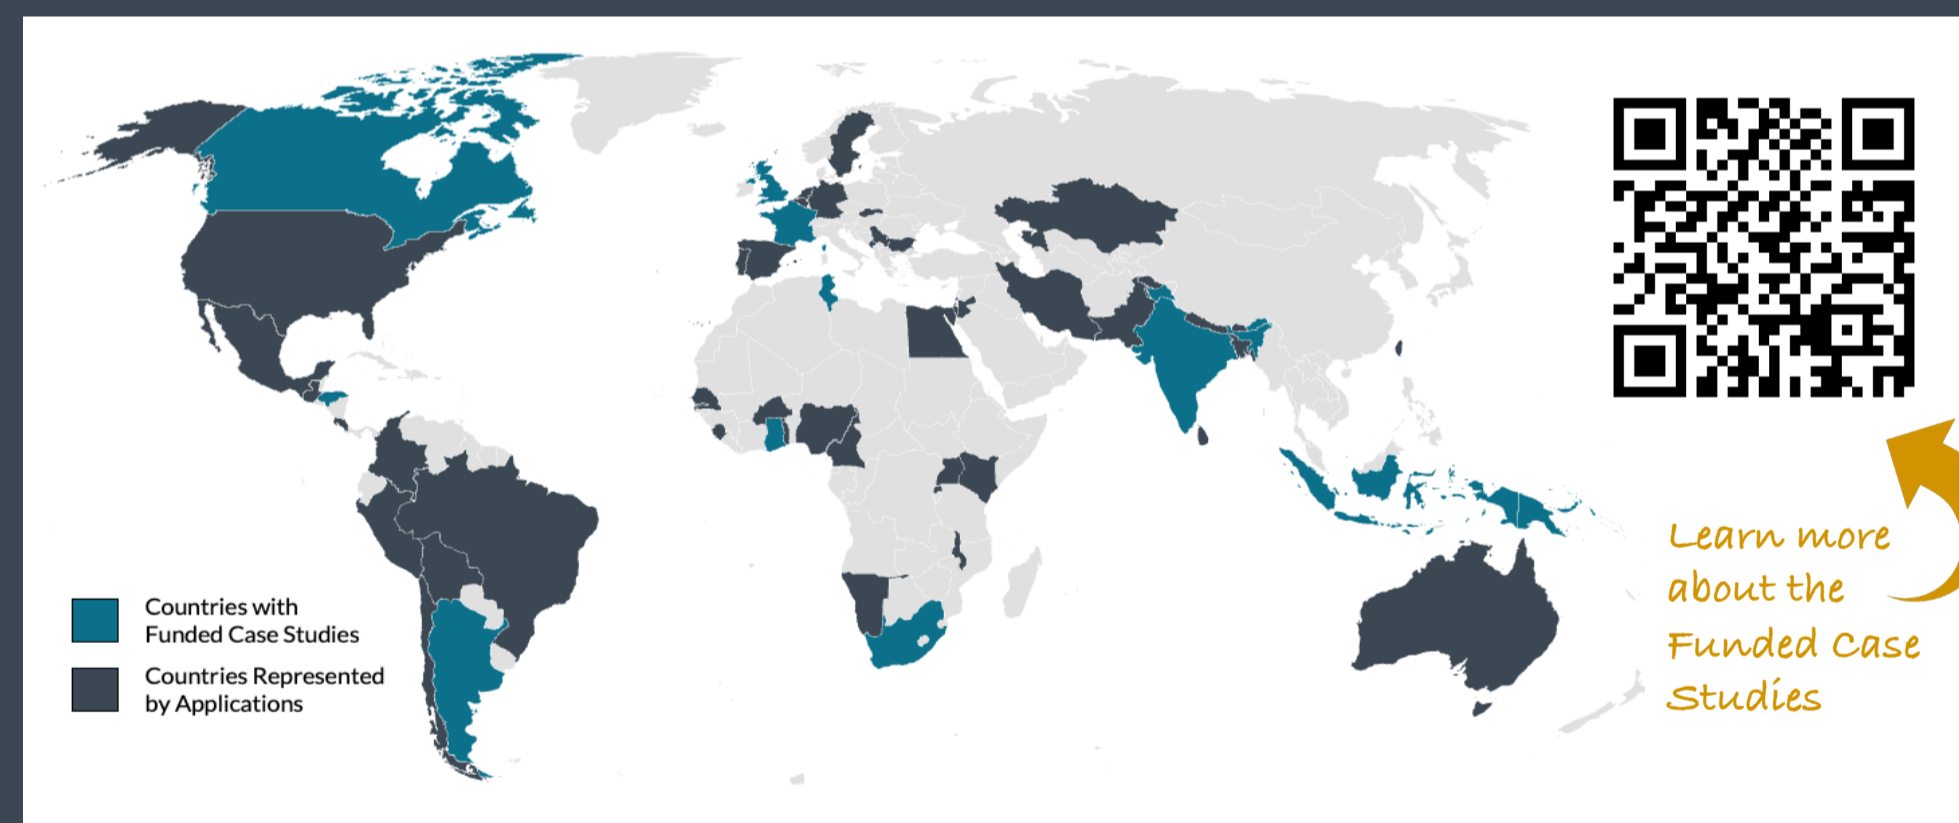 Countries with
Funded Case Studies
Countries Represented
by Applications
Learn more
about the
Funded Case
Studies